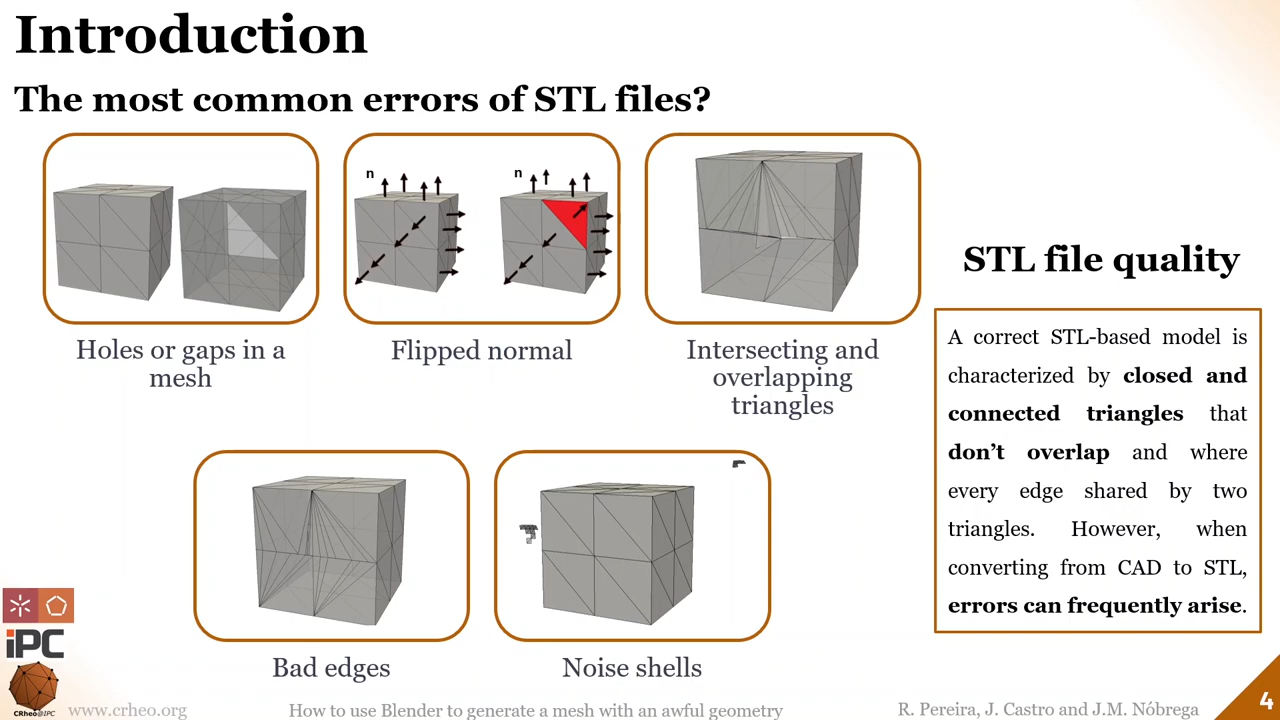 Introduction
The most common errors of STL files?
n
n
Holes or gaps in a
mesh
Flipped normal
Intersecting and
overlapping
triangles
Bad edges
Noise shells
STL file quality
A correct STL-based model is
characterized by closed and
connected triangles that
don’t overlap and where
every edge shared by two
triangles. However, when
converting from CAD to STL,
errors can frequently arise.
iPC
CRheo@IPC
www.crheo.org
How to use Blender to generate a mesh with an awful geometry
R. Pereira, J. Castro and J.M. Nóbrega
4